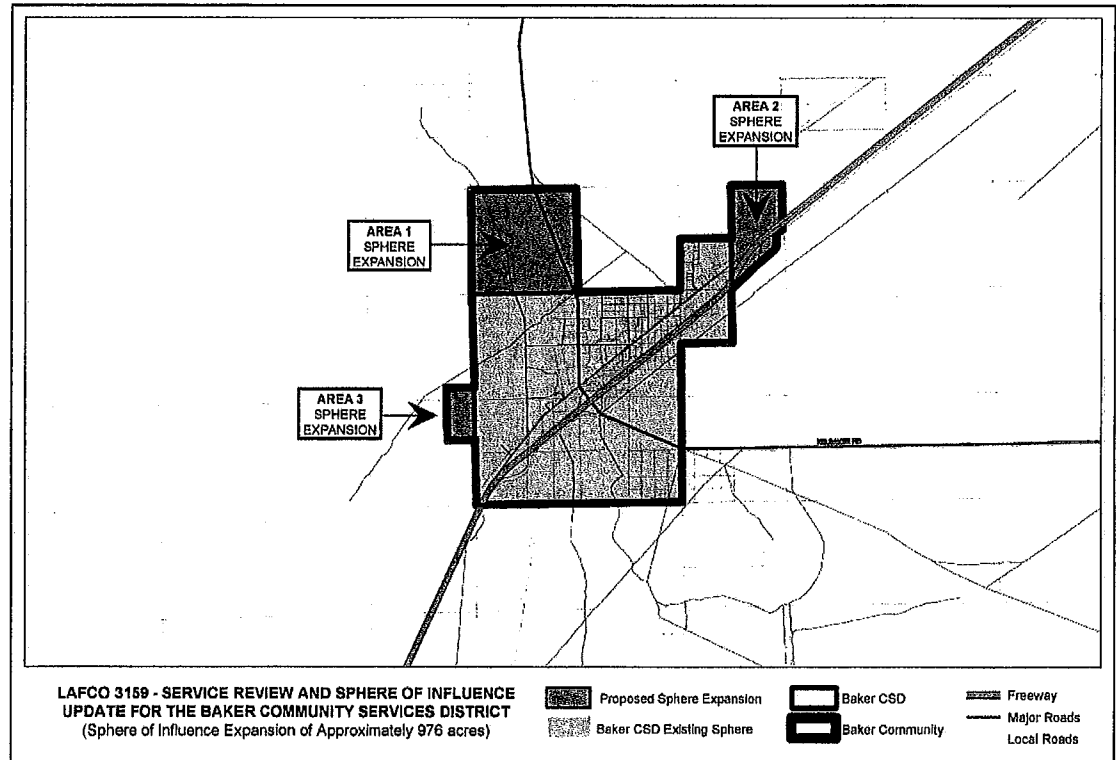 AREA 2
SPHERE
EXPANSION
AREA 1
SPHERE
EXPANSION
AREA 3
SPHERE
EXPANSION
LAFCO 3159 - SERVICE REVIEW AND SPHERE OF INFLUENCE
UPDATE FOR THE BAKER COMMUNITY SERVICES DISTRICT
(Sphere of Influence Expansion of Approximately 976 acres)
Proposed Sphere Expansion
Baker CSD Existing Sphere
Baker CSD
Baker Community
Freeway
Major Roads
Local Roads